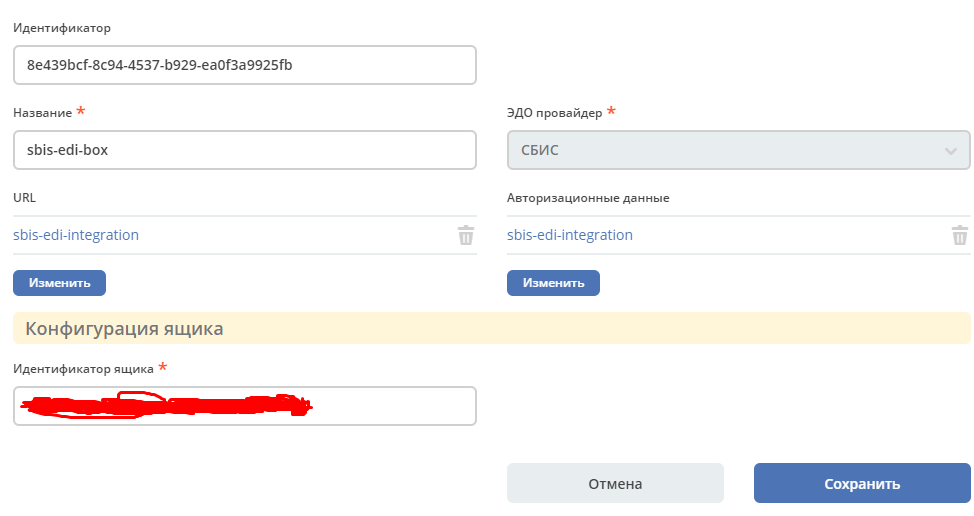 Идентификатор
8e439bcf-8c94-4537-b929-ea0f3a9925fb
Название *
ЭДО провайдер *
sbis-edi-box
СБИС
URL
Авторизационные данные
sbis-edi-integration
sbis-edi-integration
Изменить
Изменить
Конфигурация ящика
Идентификатор ящика *
Отмена
Сохранить